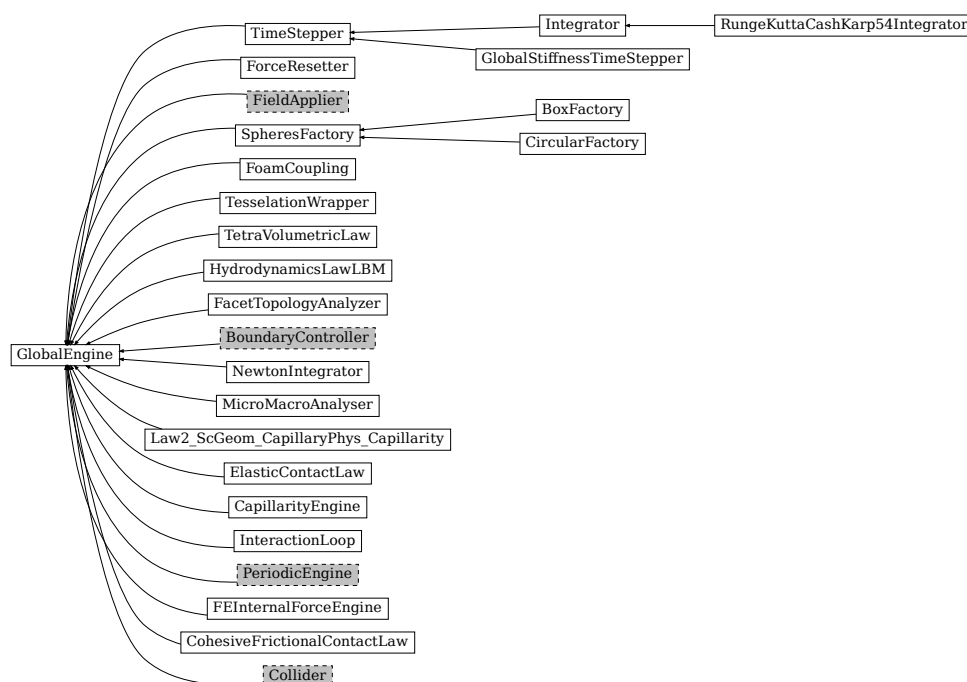 TimeStepper
Integrator
RungeKuttaCashKarp54Integrator
GlobalStiffnessTimeStepper
ForceResetter
FieldApplier
BoxFactory
SpheresFactory
CircularFactory
FoamCoupling
TesselationWrapper
TetraVolumetricLaw
HydrodynamicsLawLBM
FacetTopologyAnalyzer
BoundaryController
GlobalEngine
NewtonIntegrator
MicroMacroAnalyser
Law2_ScGeom_CapillaryPhys_Capillarity
ElasticContactLaw
CapillarityEngine
InteractionLoop
PeriodicEngine
FEInternalForceEngine
CohesiveFrictionalContactLaw
Collider